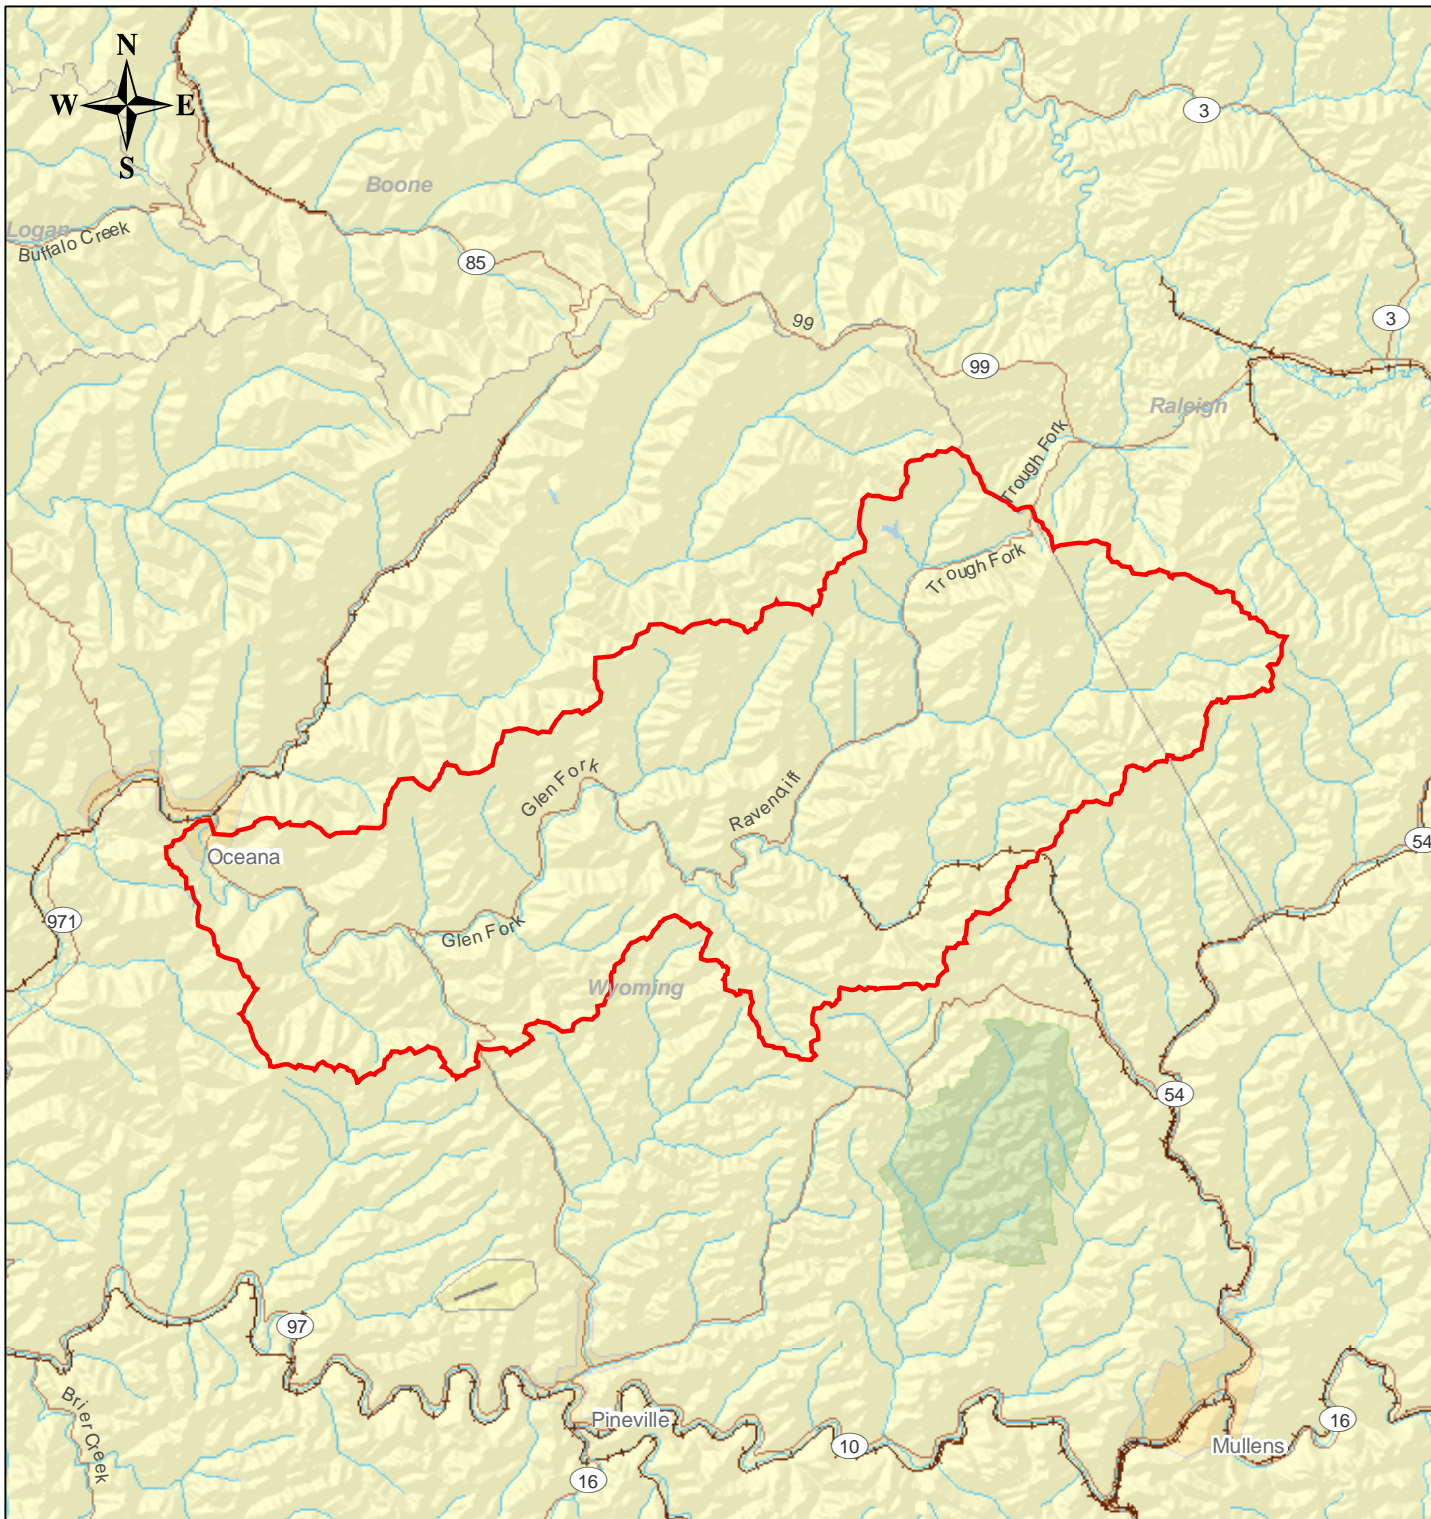 N
W E
S
3
Boone
Logan
Buffalo Creek
85
99
3
99
Raleigh
Trough Fork
Trough Fork
Glen Fork
Ravencliff
54
Oceana
971
Glen Fork
Wyoming
54
97
Brier Creek
Pineville
16
10
Mullens
16